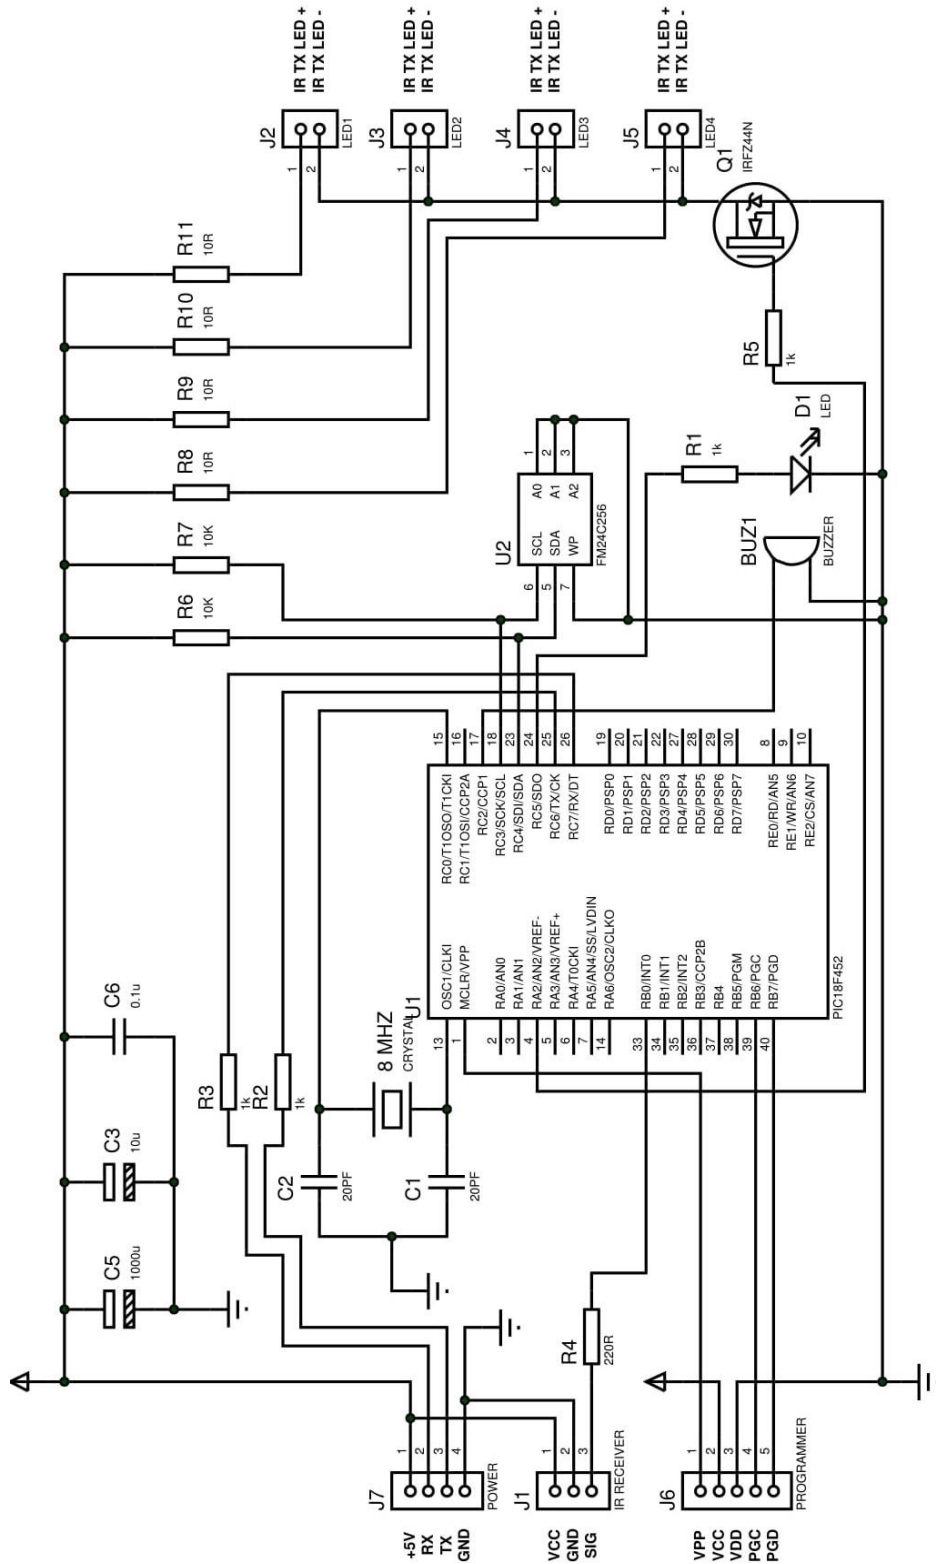 IR TX LED +
IR TX LED -
IR TX LED +
IR TX LED -
IR TX LED +
IR TX LED -
IR TX LED +
IR TX LED -
J2
1
2
LED1
J3
1
2
LED2
J4
1
2
LED3
J5
1
2
LED4
Q1
IRFZ44N
R11
10R
R10
10R
R9
10R
R8
10R
R7
10K
R6
10K
R5
1k
D1
LED
R1
1k
BUZ1
BUZZER
U2
FM24C256
A0
A1
A2
1
2
3
SCL
SDA
WP
6
5
7
RC0/T1OSO/T1CKI
RC1/T1OSI/CCP2A
RC2/CCP1
RC3/SCK/SCL
RC4/SDI/SDA
RC5/SDO
RC6/TX/CK
RC7/RX/DT
15
16
17
18
23
24
25
26
RD0/PSP0
RD1/PSP1
RD2/PSP2
RD3/PSP3
RD4/PSP4
RD5/PSP5
RD6/PSP6
RD7/PSP7
19
20
21
22
27
28
29
30
RE0/RD/AN5
RE1/WR/AN6
RE2/CS/AN7
8
9
10
OSC1/CLKI
MCLR/VPP
13
1
RA0/AN0
RA1/AN1
RA2/AN2/VREF-
RA3/AN3/VREF+
RA4/T0CKI
RA5/AN4/SS/LVDIN
RA6/OSC2/CLKO
2
3
4
5
6
7
14
RB0/INT0
RB1/INT1
RB2/INT2
RB3/CCP2B
RB4
RB5/PGM
RB6/PGC
RB7/PGD
33
34
35
36
37
38
39
40
U1
PIC18F452
8 MHZ
CRYSTAL
C6
0.1u
C3
10u
C5
1000u
R3
1k
R2
1k
C2
20PF
C1
20PF
R4
220R
J7
POWER
1
2
3
4
+5V
RX
TX
GND
J1
IR RECEIVER
1
2
3
VCC
GND
SIG
J6
PROGRAMMER
1
2
3
4
5
VPP
VCC
VDD
PGC
PGD